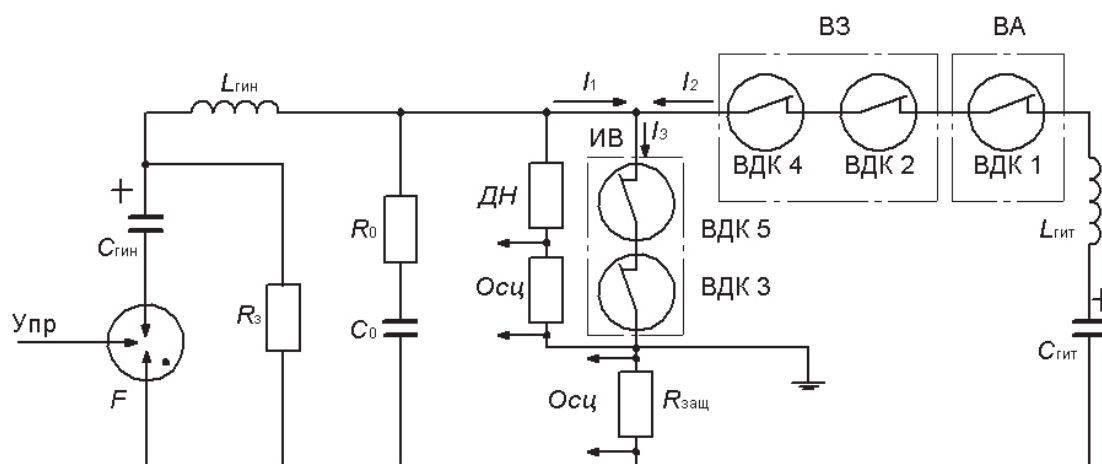 ВЗ
ВА
Lгин
I1
I2
ИВ
I3
ВДК 4
ВДК 2
ВДК 1
+
Cгин
R0
ДН
ВДК 5
Lгит
Rз
Осц
ВДК 3
+
Упр
C0
Cгит
F
Осц
Rзащ